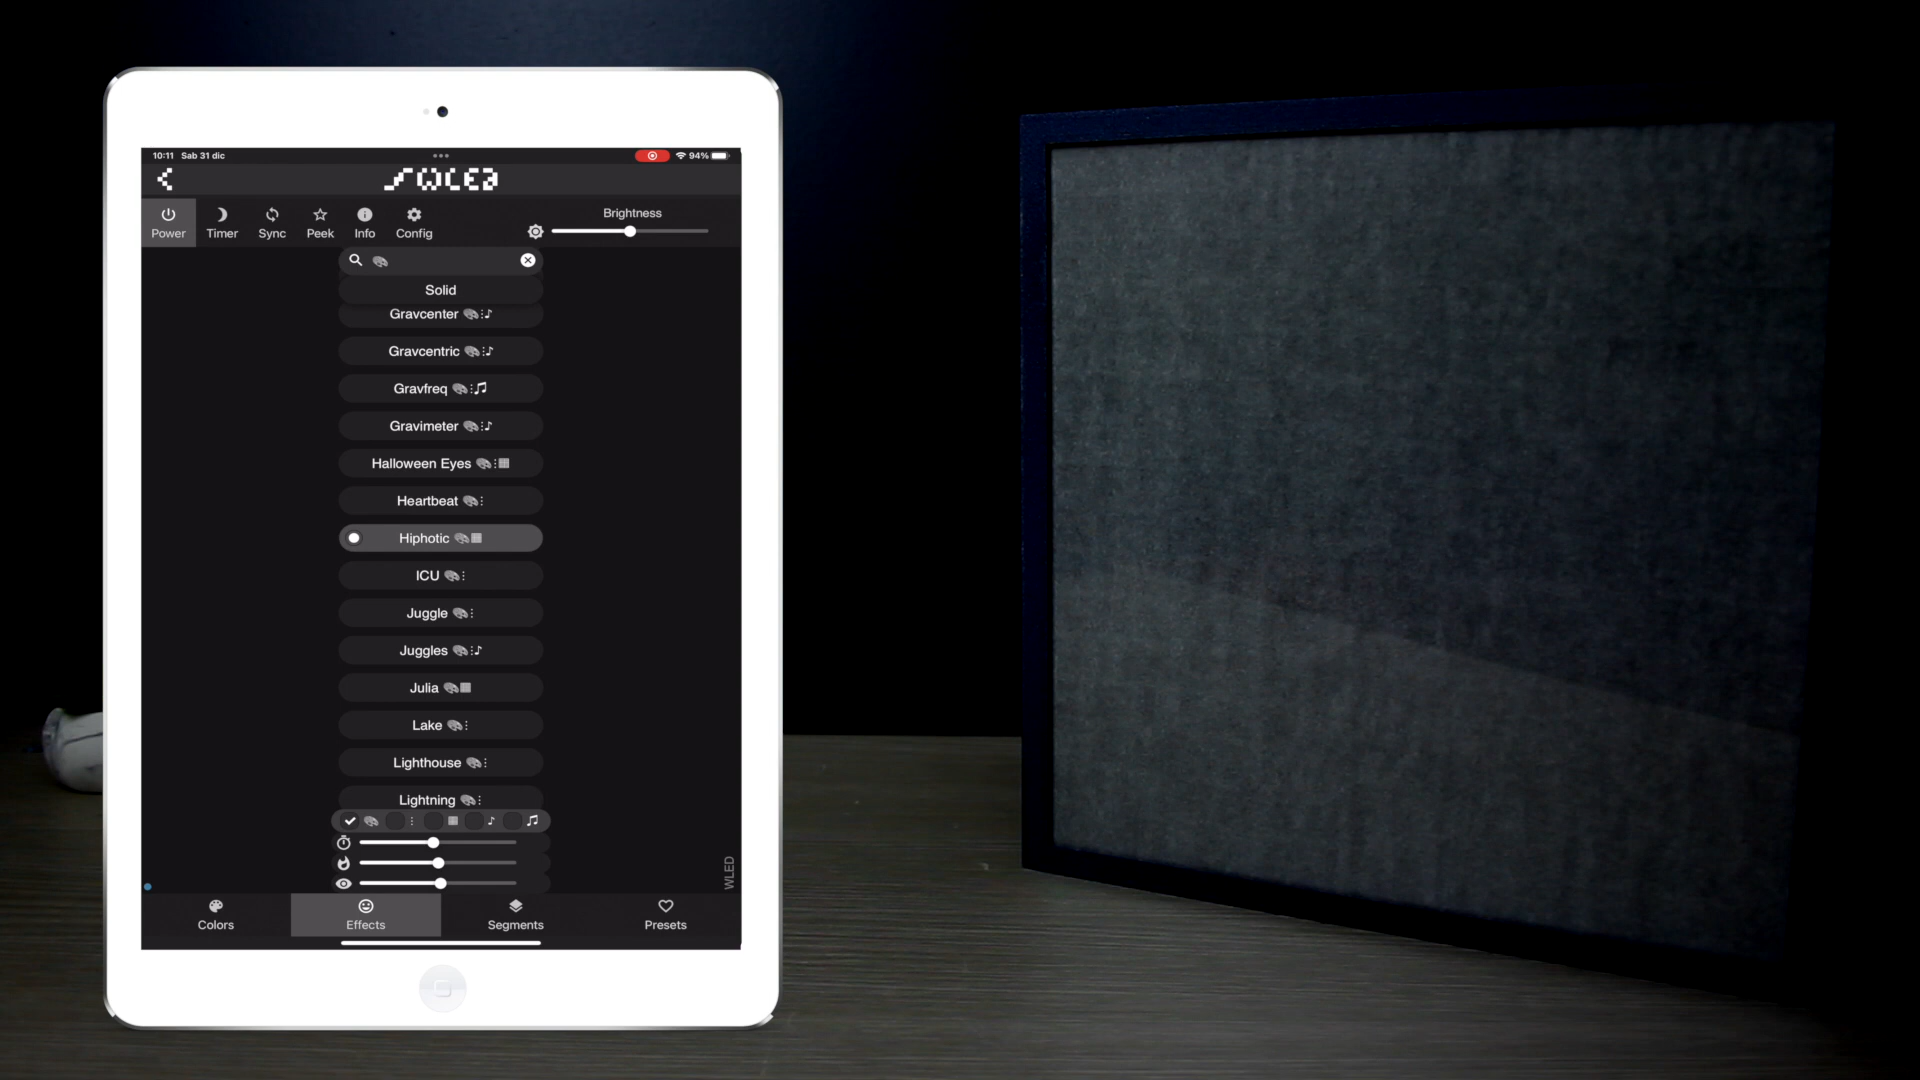 10:11 Sab 31 dic
94%
WLED
Power
Timer
Sync
Peek
Info
Config
Brightness
Solid
Gravcenter
Gravcentric
Gravfreq
Gravimeter
Halloween Eyes
Heartbeat
Hiphotic
ICU
Juggle
Juggles
Julia
Lake
Lighthouse
Lightning
WLED
Colors
Effects
Segments
Presets